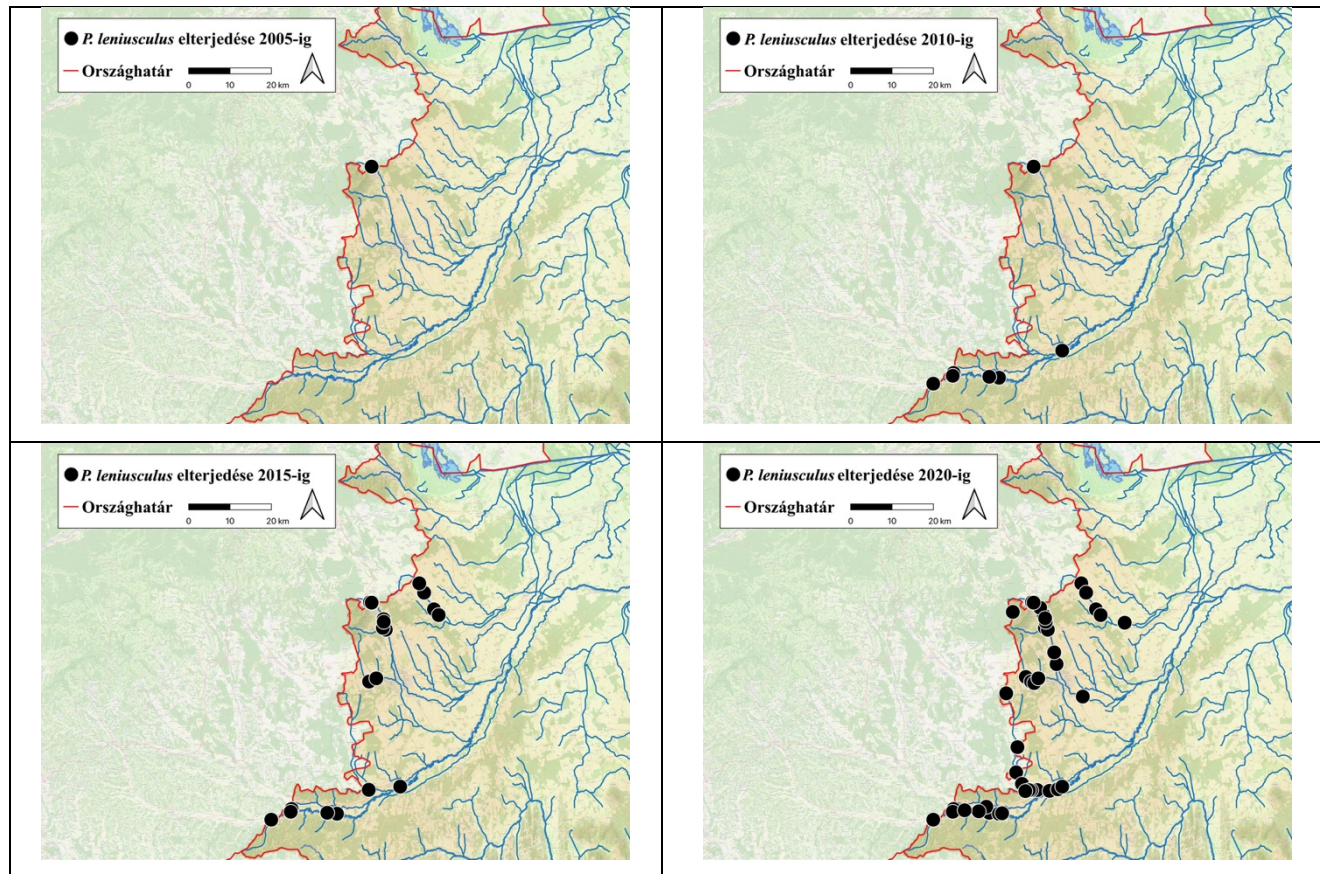 P. leniusculus elterjedése 2005-ig
Országhatár
0 10 20 km
P. leniusculus elterjedése 2010-ig
Országhatár
0 10 20 km
P. leniusculus elterjedése 2015-ig
Országhatár
0 10 20 km
P. leniusculus elterjedése 2020-ig
Országhatár
0 10 20 km